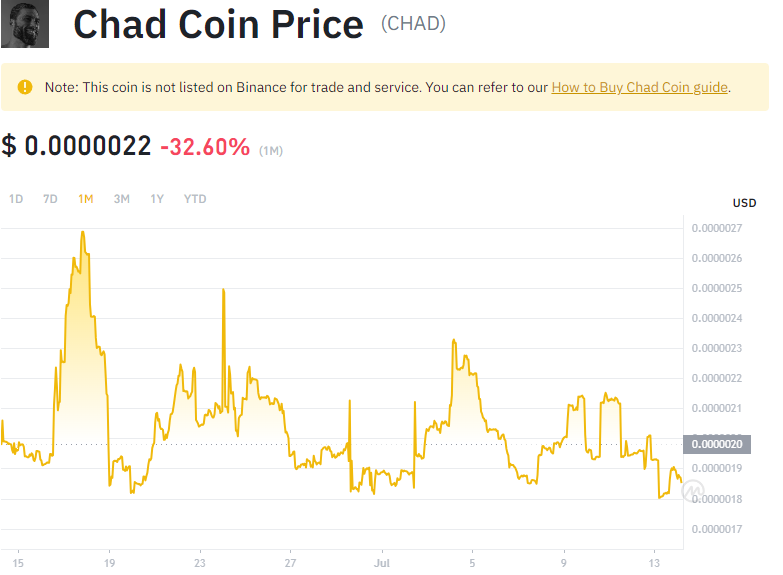 Chad Coin Price (CHAD)
Note: This coin is not listed on Binance for trade and service. You can refer to our How to Buy Chad Coin guide.
$ 0.0000022 -32.60% (1M)
1D 7D 1M 3M 1Y YTD
USD
0.0000027
0.0000026
0.0000025
0.0000024
0.0000023
0.0000022
0.0000021
0.0000020
0.0000019
0.0000018
0.0000017
15 19 23 27 Jul 5 9 13